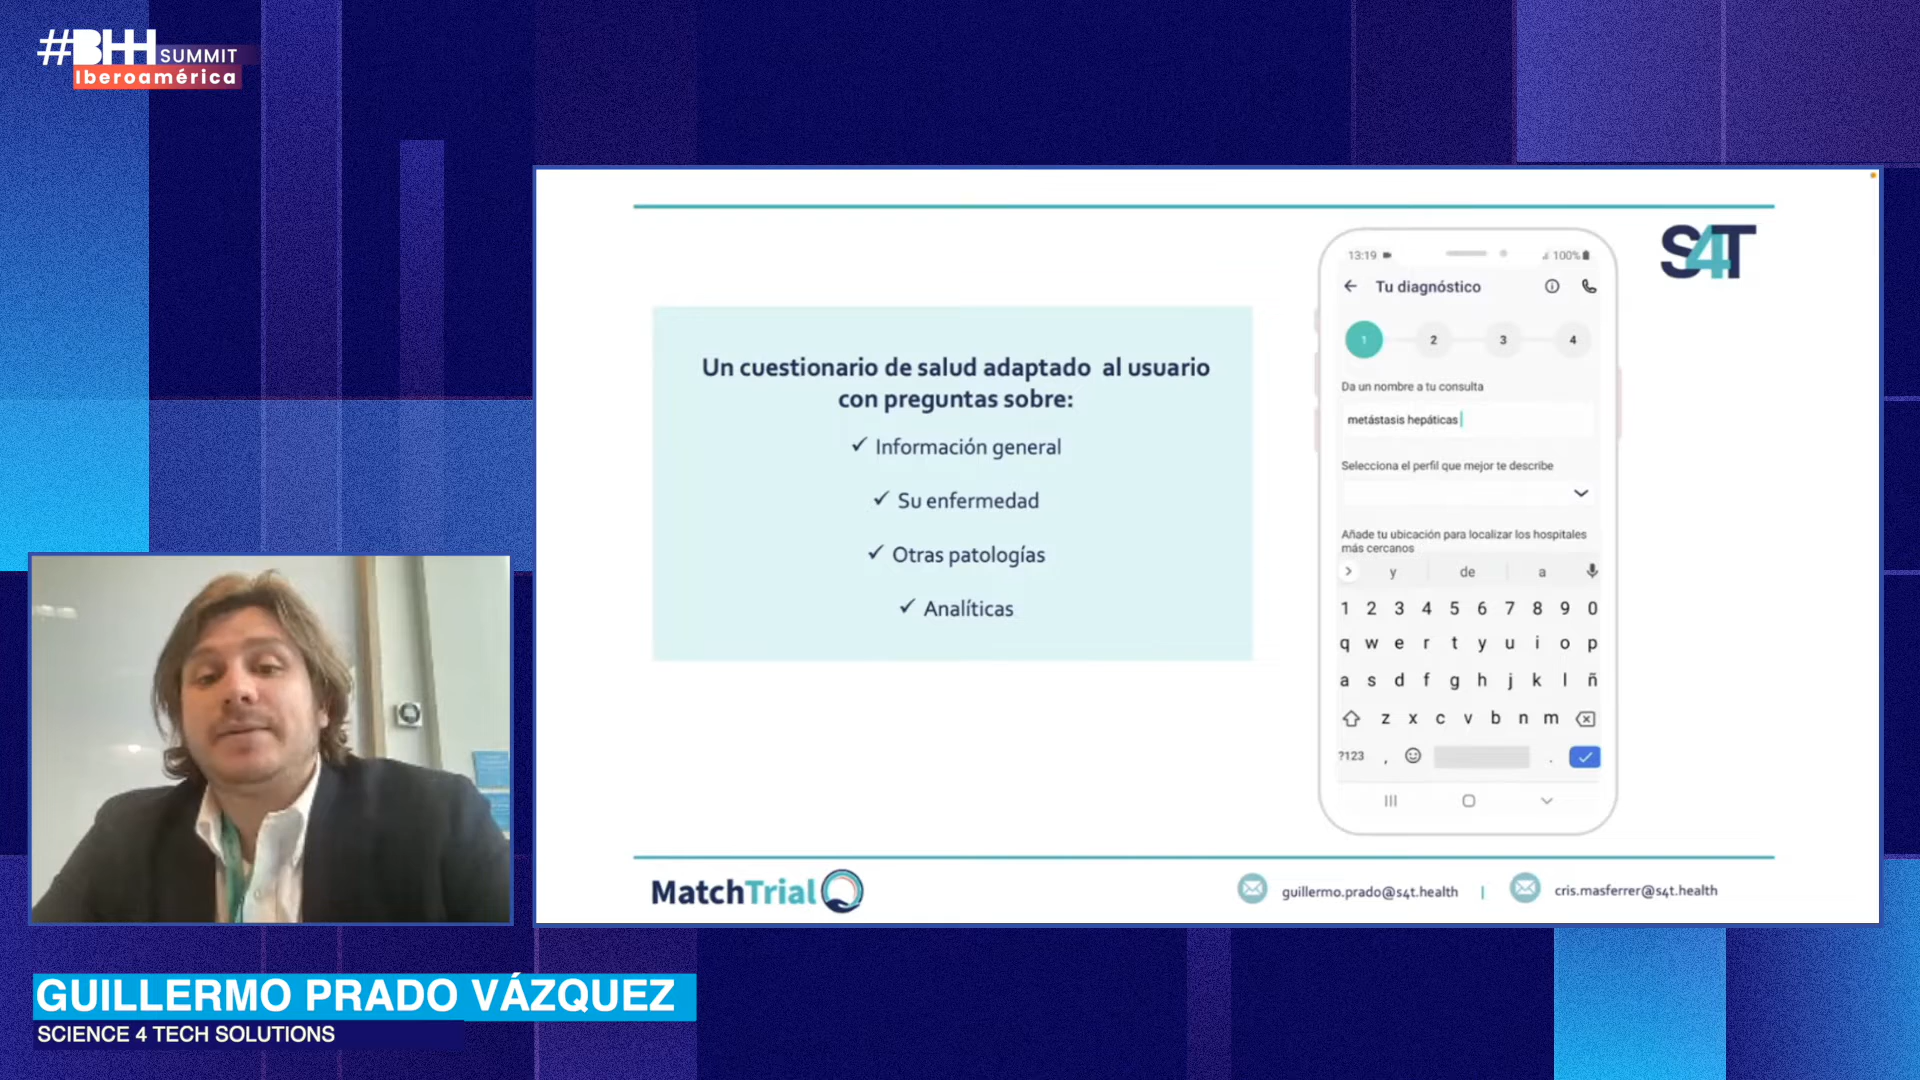 #BHH SUMMIT
Iberoamérica
S4T
Un cuestionario de salud adaptado al usuario
con preguntas sobre:
✓ Información general
✓ Su enfermedad
✓ Otras patologías
✓ Analíticas
13:19
100%
Tu diagnóstico
1 2 3 4
Da un nombre a tu consulta
metástasis hepáticas
Selecciona el perfil que mejor te describe
Añade tu ubicación para localizar los hospitales
más cercanos
y de a
1 2 3 4 5 6 7 8 9 0
q w e r t y u i o p
a s d f g h j k l ñ
z x c v b n m
?123 , .
MatchTrial
guillermo.prado@s4t.health | cris.masferrer@s4t.health
GUILLERMO PRADO VÁZQUEZ
SCIENCE 4 TECH SOLUTIONS